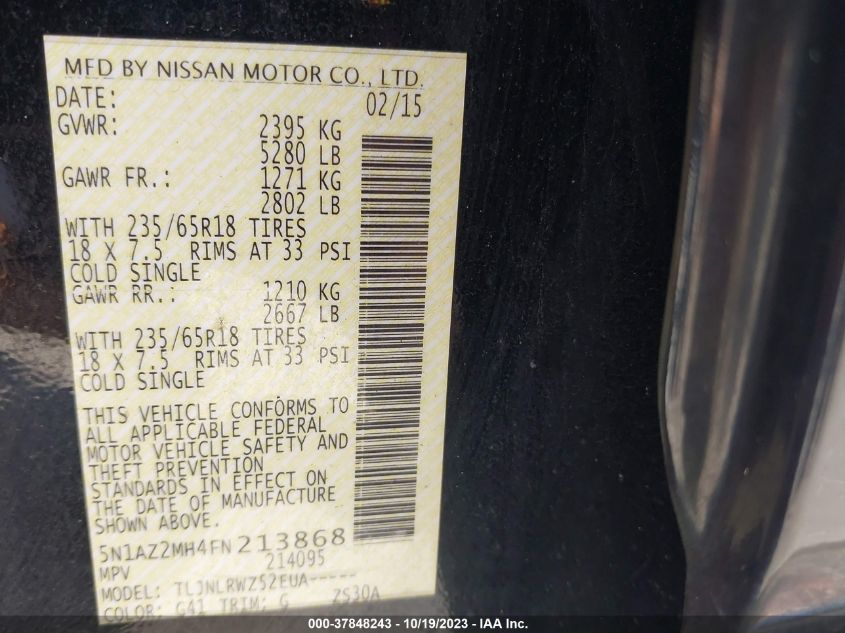 MFD BY NISSAN MOTOR CO., LTD.
DATE: 02/15
GVWR: 2395 KG
5280 LB
GAWR FR.: 1271 KG
2802 LB
WITH 235/65R18 TIRES
18 X 7.5 RIMS AT 33 PSI
COLD SINGLE
GAWR RR.: 1210 KG
2667 LB
WITH 235/65R18 TIRES
18 X 7.5 RIMS AT 33 PSI
COLD SINGLE
THIS VEHICLE CONFORMS TO
ALL APPLICABLE FEDERAL
MOTOR VEHICLE SAFETY AND
THEFT PREVENTION
STANDARDS IN EFFECT ON
THE DATE OF MANUFACTURE
SHOWN ABOVE.
5N1AZ2MH4FN213868
MPV 214095
MODEL: TLJNLRWZ52EUA-----
COLOR: G41 TRIM: G ZS30A
000-37848243 - 10/19/2023 - IAA Inc.